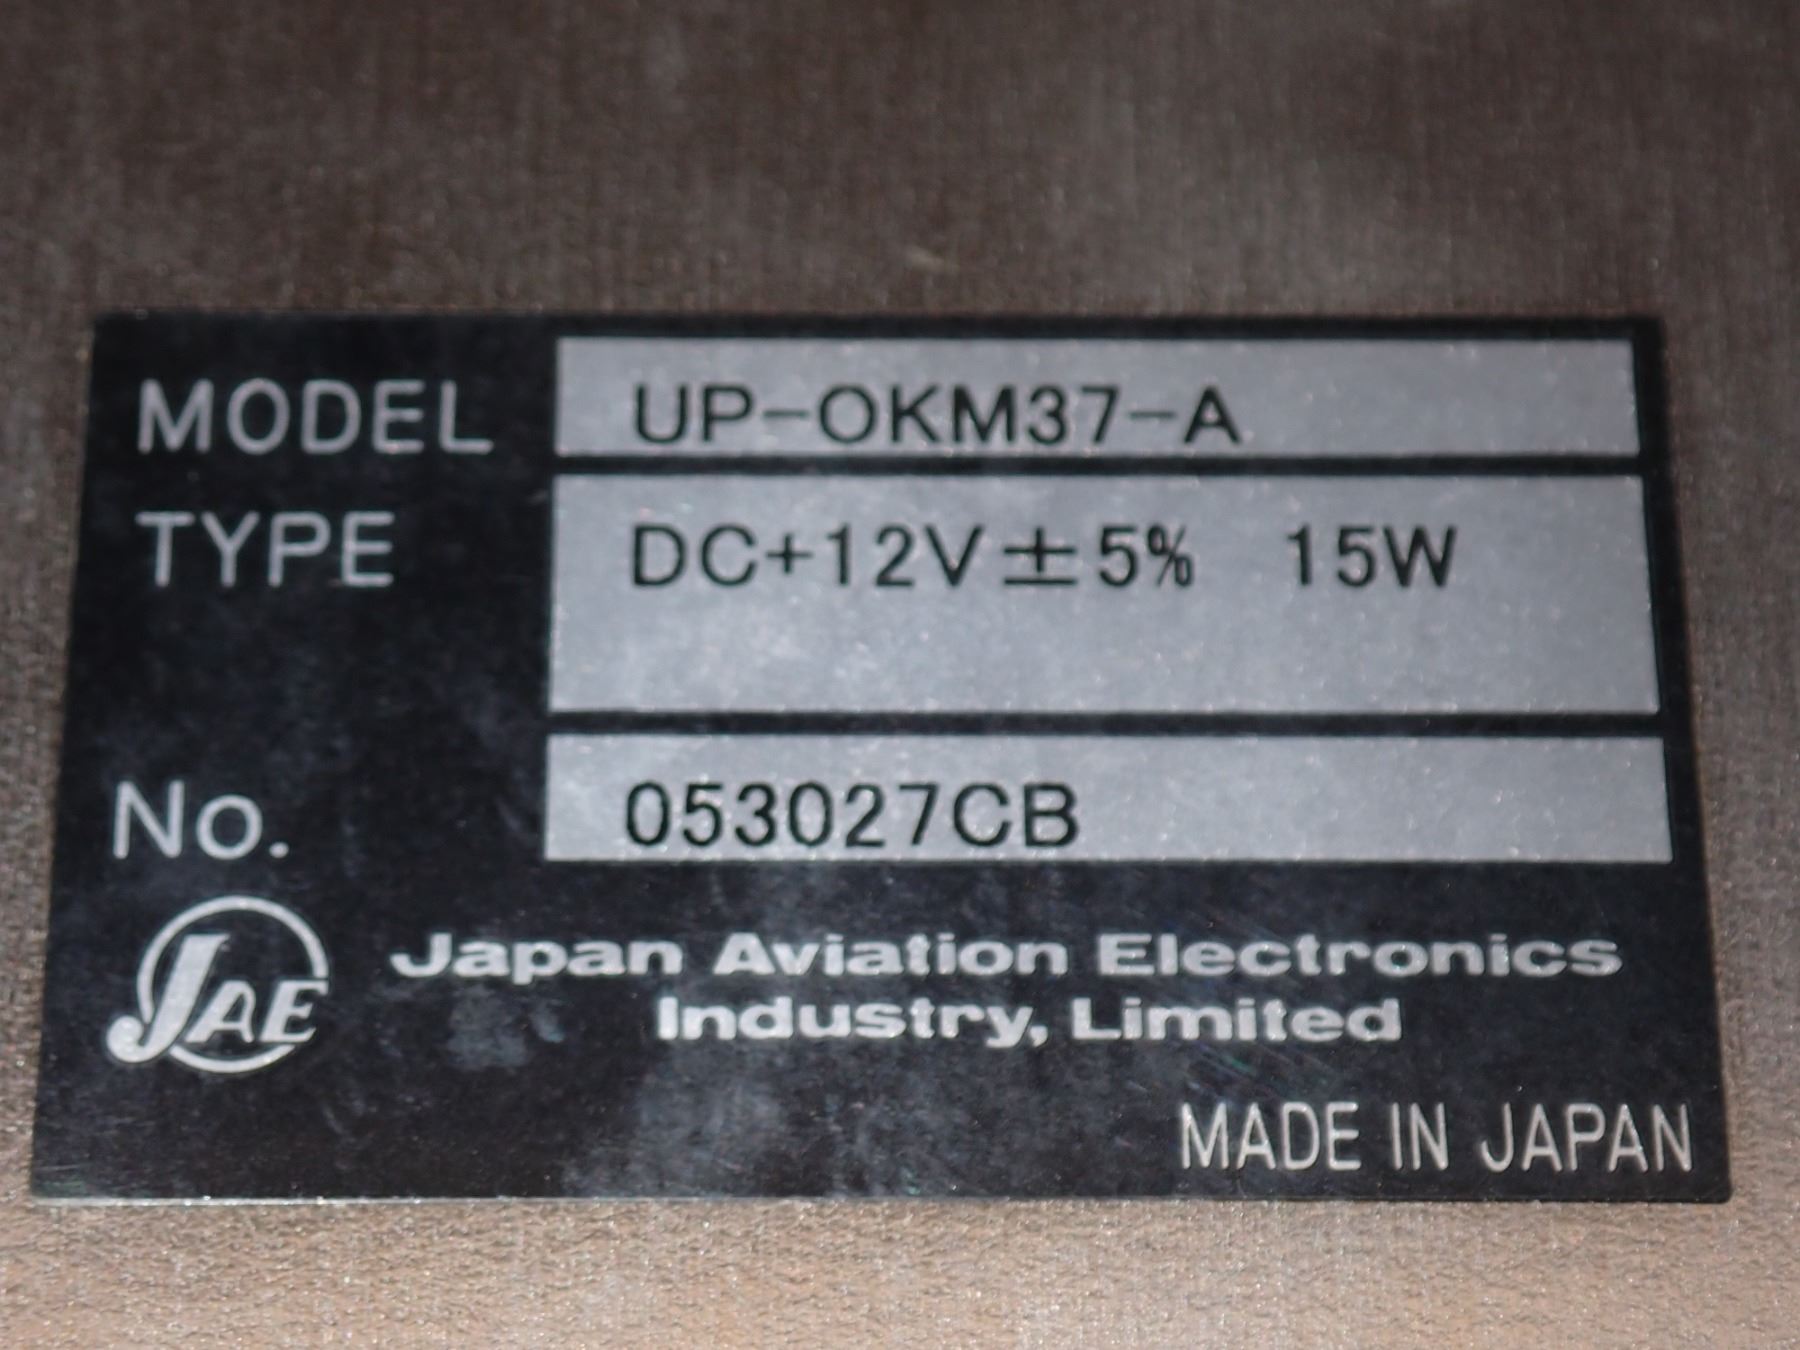 MODEL UP-OKM37-A
TYPE DC+12V±5% 15W
No. 053027CB
JAE Japan Aviation Electronics
Industry, Limited
MADE IN JAPAN